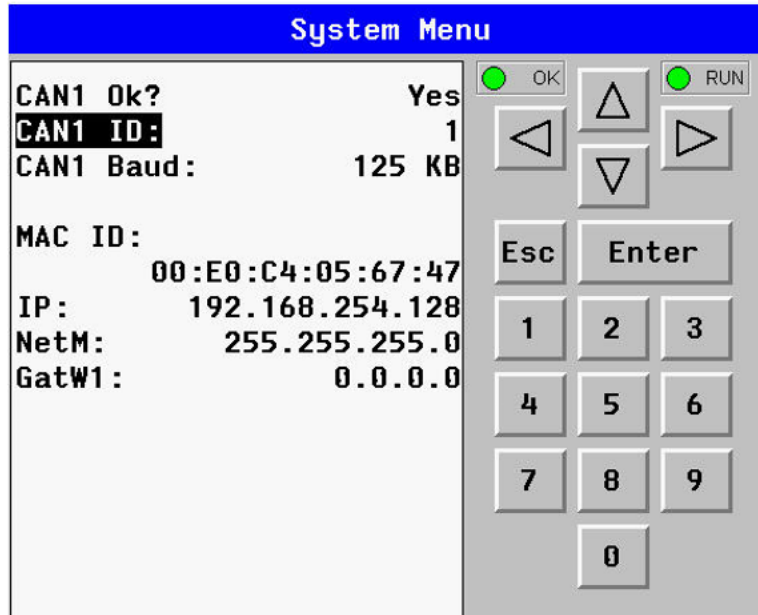 System Menu
CAN1 Ok? Yes
CAN1 ID: 1
CAN1 Baud: 125 KB
MAC ID:
00:E0:C4:05:67:47
IP: 192.168.254.128
NetM: 255.255.255.0
GatW1: 0.0.0.0
OK
RUN
Esc Enter
1 2 3
4 5 6
7 8 9
0